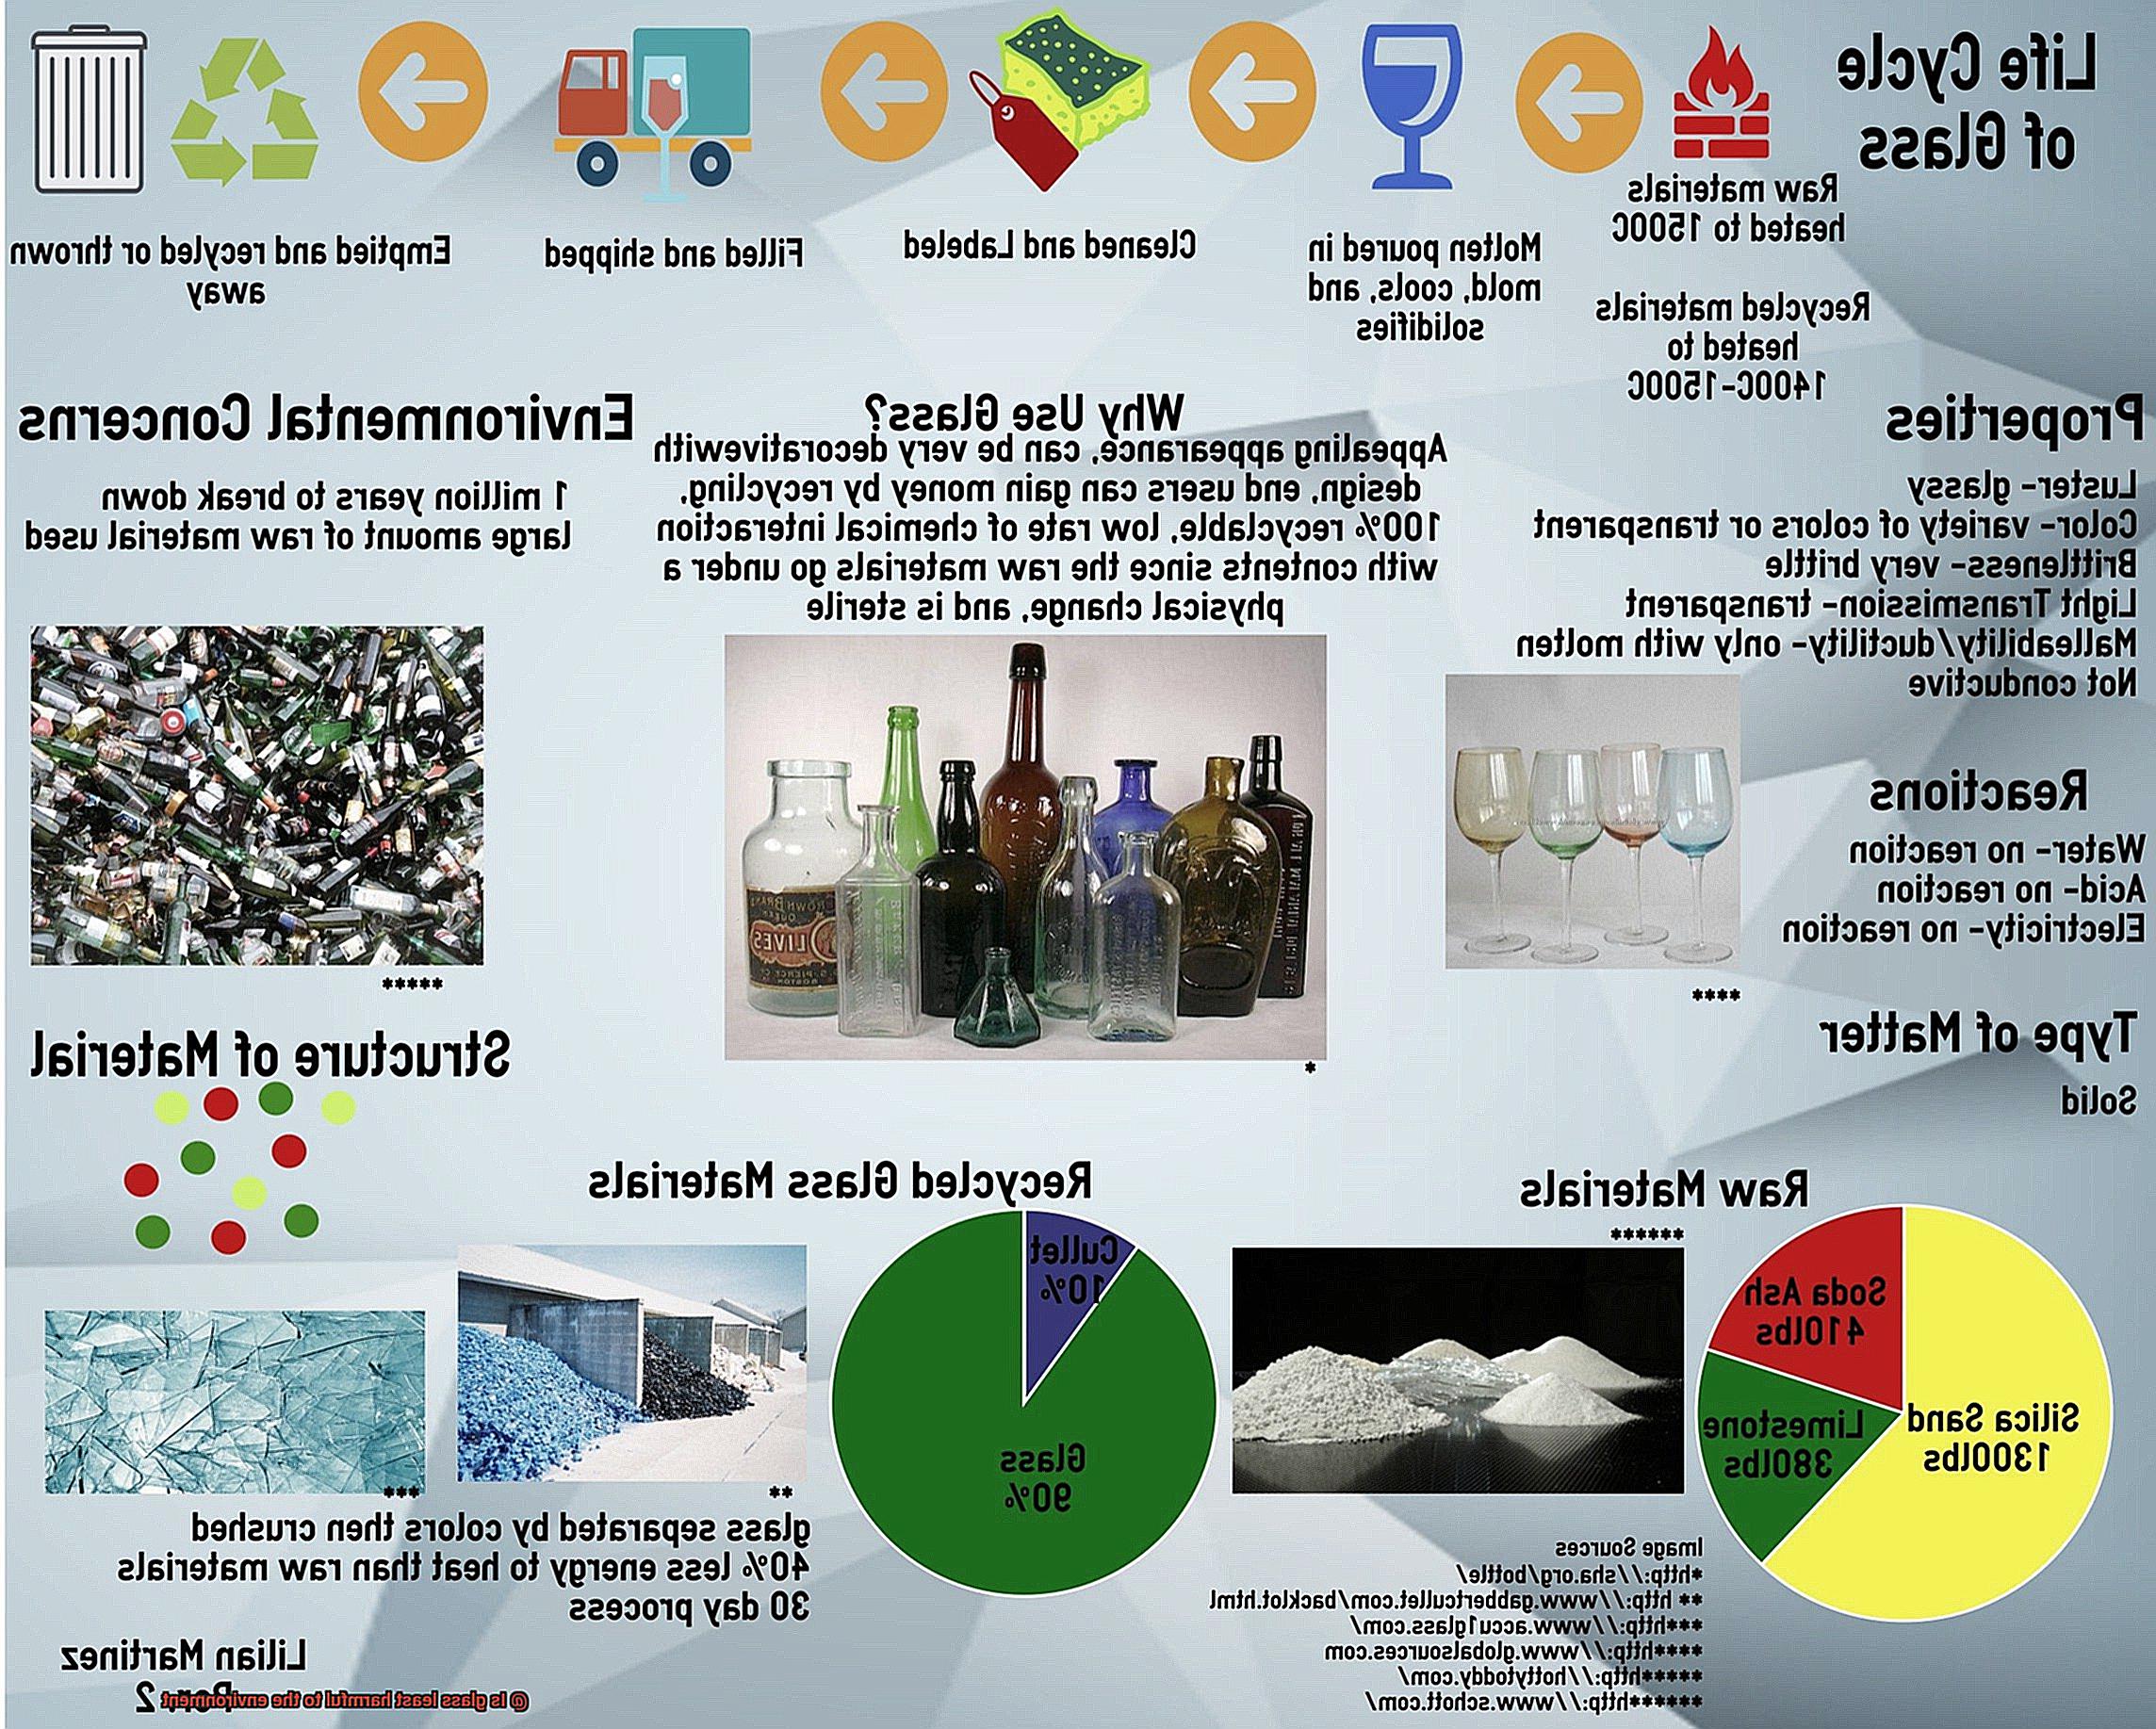 Life Cycle
of Glass
Raw materials
heated to 1500C
Recycled materials
heated to
1400C-1500C
Molten poured in
mold, cools, and
solidifies
Cleaned and Labeled
Filled and shipped
Emptied and recycled or thrown
away
Properties
Luster- glassy
Color- variety of colors or transparent
Brittleness- very brittle
Light Transmission- transparent
Malleability/ductility- only with molten
Not conductive
Why Use Glass?
Appealing appearance, can be very decorativewith
design, end users can gain money by recycling,
100% recyclable, low rate of chemical interaction
with contents since the raw materials go under a
physical change, and is sterile
Environmental Concerns
1 million years to break down
large amount of raw material used
Reactions
Water- no reaction
Acid- no reaction
Electricity- no reaction
****
OLIVES
*
*****
Type of Matter
Solid
Structure of Material
Raw Materials
******
Soda Ash
410lbs
Limestone
380lbs
Silica Sand
1300lbs
Recycled Glass Materials
Cullet
10%
Glass
90%
**
***
glass separated by colors then crushed
40% less energy to heat than raw materials
30 day process
Image Sources
*http://sha.org/bottle/
** http://www.gabbertcullet.com/backlot.html
***http://www.accu1glass.com/
****http://www.globalsources.com
*****http://hottytoddy.com/
******http://www.schott.com/
Lilian Martinez
2
@ Is glass least harmful to the environment